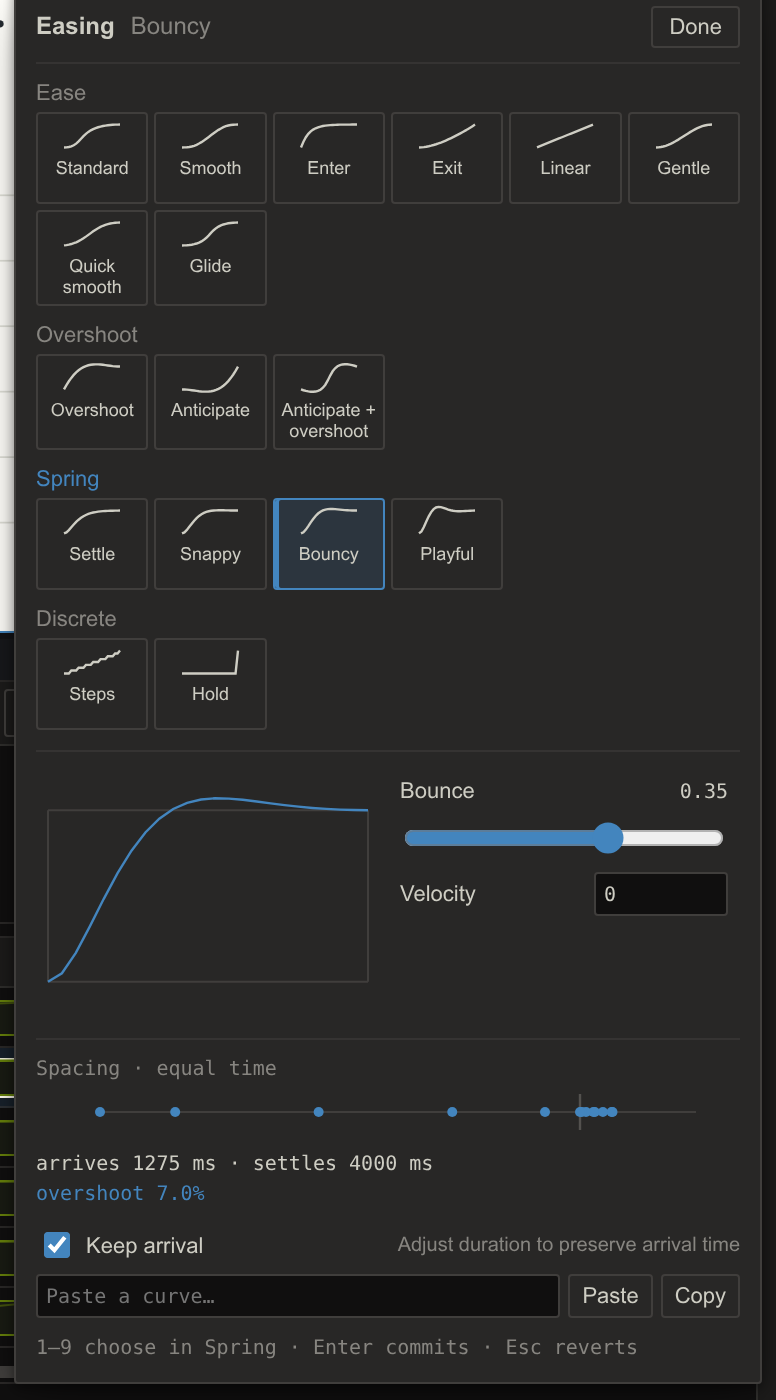 Easing Bouncy Done
Ease
Standard Smooth Enter Exit Linear Gentle
Quick smooth Glide
Overshoot
Overshoot Anticipate Anticipate + overshoot
Spring
Settle Snappy Bouncy Playful
Discrete
Steps Hold
Bounce 0.35
Velocity 0
Spacing · equal time
arrives 1275 ms · settles 4000 ms
overshoot 7.0%
Keep arrival Adjust duration to preserve arrival time
Paste a curve… Paste Copy
1–9 choose in Spring · Enter commits · Esc reverts